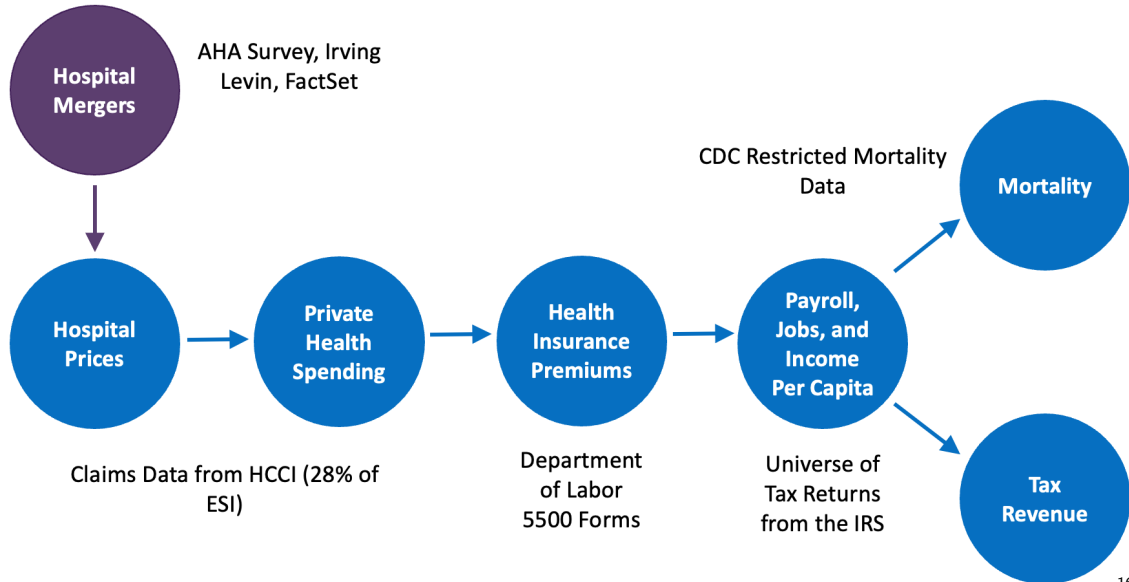 Hospital
Mergers
AHA Survey, Irving
Levin, FactSet
CDC Restricted Mortality
Data
Mortality
Hospital
Prices
Private
Health
Spending
Health
Insurance
Premiums
Payroll,
Jobs, and
Income
Per Capita
Claims Data from HCCI (28% of
ESI)
Department
of Labor
5500 Forms
Universe of
Tax Returns
from the IRS
Tax
Revenue